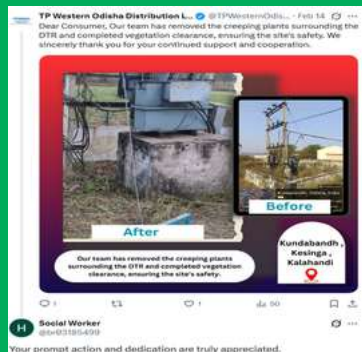 TP Western Odisha Distribution L... @TPWesternOdis... · Feb 14
Dear Consumer, Our team has removed the creeping plants surrounding the
DTR and completed vegetation clearance, ensuring the site's safety. We
sincerely thank you for your continued support and cooperation.
Before
After
Kundabandh ,
Kesinga ,
Kalahandi
Our team has removed the creeping plants
surrounding the DTR and completed vegetation
clearance, ensuring the site's safety.
1 1 50
H
Social Worker
Your prompt action and dedication are truly appreciated.